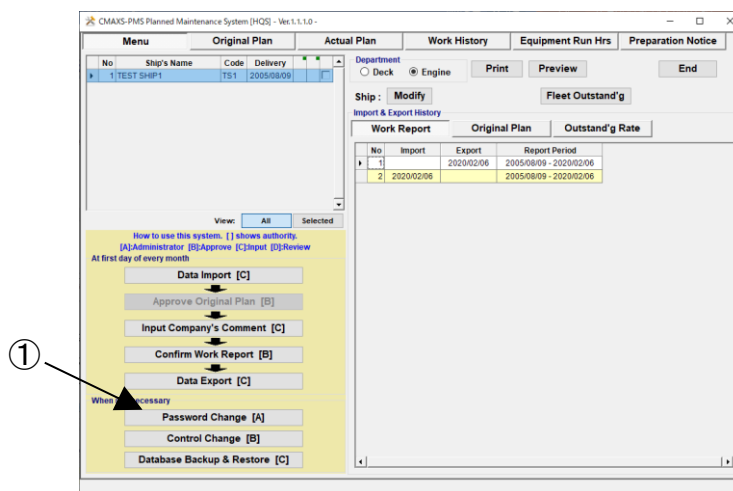 CMAXS-PMS Planned Maintenance System [HQS] - Ver.1.1.1.0 -
Menu Original Plan Actual Plan Work History Equipment Run Hrs Preparation Notice
No Ship's Name Code Delivery
1 TEST SHIP1 TS1 2005/08/09
View: All Selected
Department
Deck Engine Print Preview End
Ship : Modify Fleet Outstand'g
Import & Export History
Work Report Original Plan Outstand'g Rate
No Import Export Report Period
1 2020/02/06 2005/08/09 - 2020/02/06
2 2020/02/06 2005/08/09 - 2020/02/06
How to use this system. [ ] shows authority.
[A]:Administrator [B]:Approve [C]:Input [D]:Review
At first day of every month
Data Import [C]
Approve Original Plan [B]
Input Company's Comment [C]
Confirm Work Report [B]
Data Export [C]
①
When necessary
Password Change [A]
Control Change [B]
Database Backup & Restore [C]